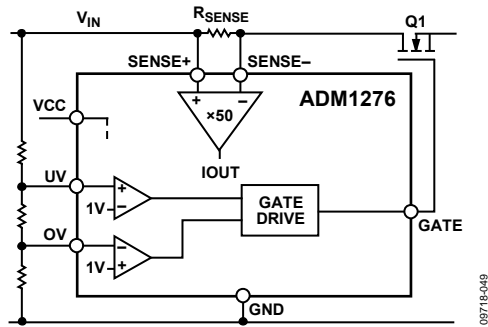 VIN RSENSE Q1
SENSE+ SENSE–
ADM1276
VCC
+ –
×50
IOUT
UV
+
1V –
GATE
DRIVE
GATE
OV
–
1V +
GND
09718-049